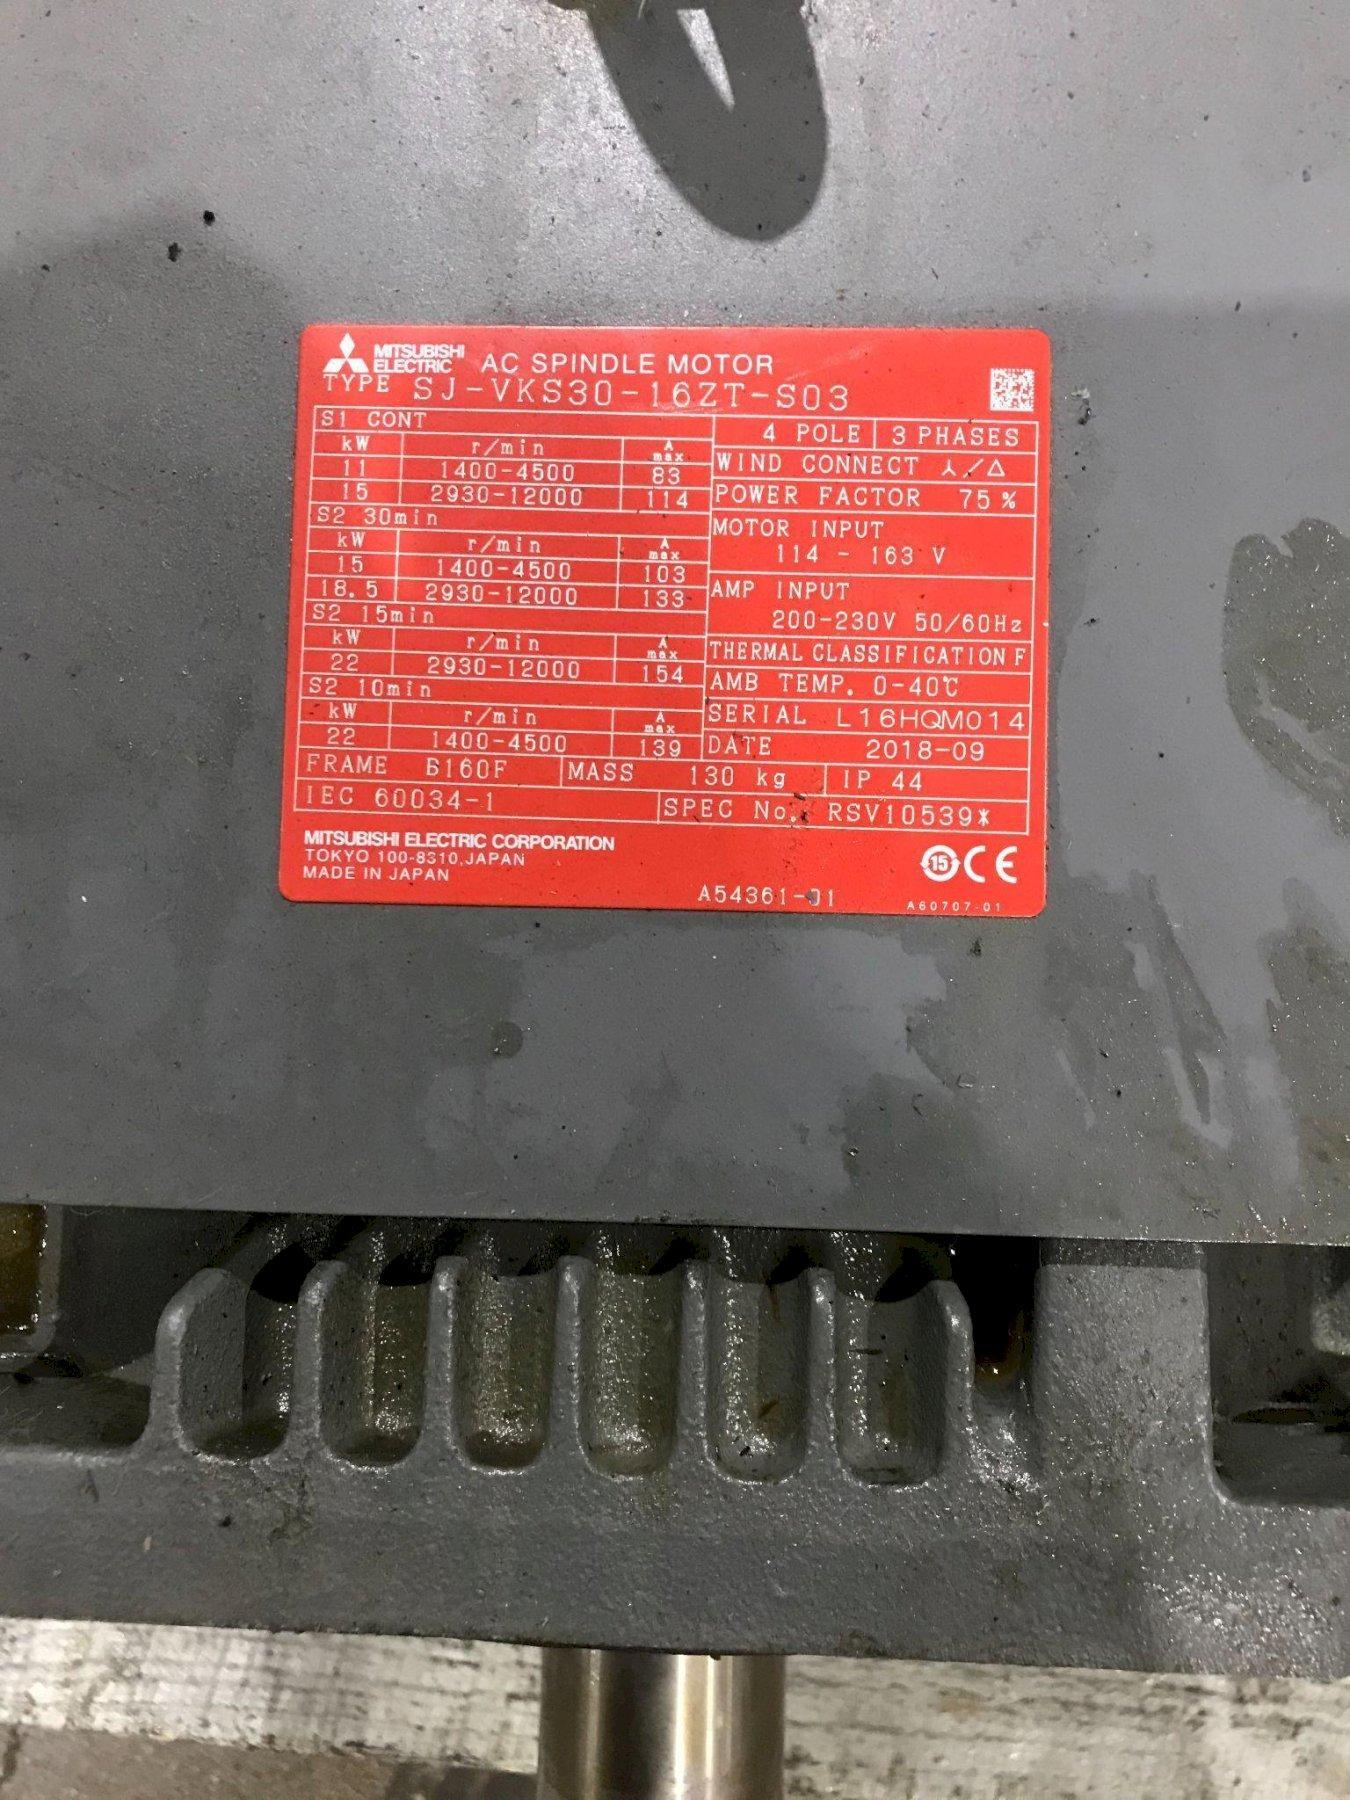 MITSUBISHI ELECTRIC AC SPINDLE MOTOR
TYPE SJ-VKS30-16ZT-S03
S1 CONT
kW r/min A max
11 1400-4500 83
15 2930-12000 114
S2 30min
kW r/min A max
15 1400-4500 103
18.5 2930-12000 133
S2 15min
kW r/min A max
22 2930-12000 154
S2 10min
kW r/min A max
22 1400-4500 139
4 POLE 3 PHASES
WIND CONNECT 人/△
POWER FACTOR 75%
MOTOR INPUT
114 - 163 V
AMP INPUT
200-230V 50/60Hz
THERMAL CLASSIFICATION F
AMB TEMP. 0-40℃
SERIAL L16HQM014
DATE 2018-09
FRAME B160F MASS 130 kg IP 44
IEC 60034-1 SPEC No. RSV10539*
MITSUBISHI ELECTRIC CORPORATION
TOKYO 100-8310, JAPAN
MADE IN JAPAN
15 CE
A54361-01
A60707-01